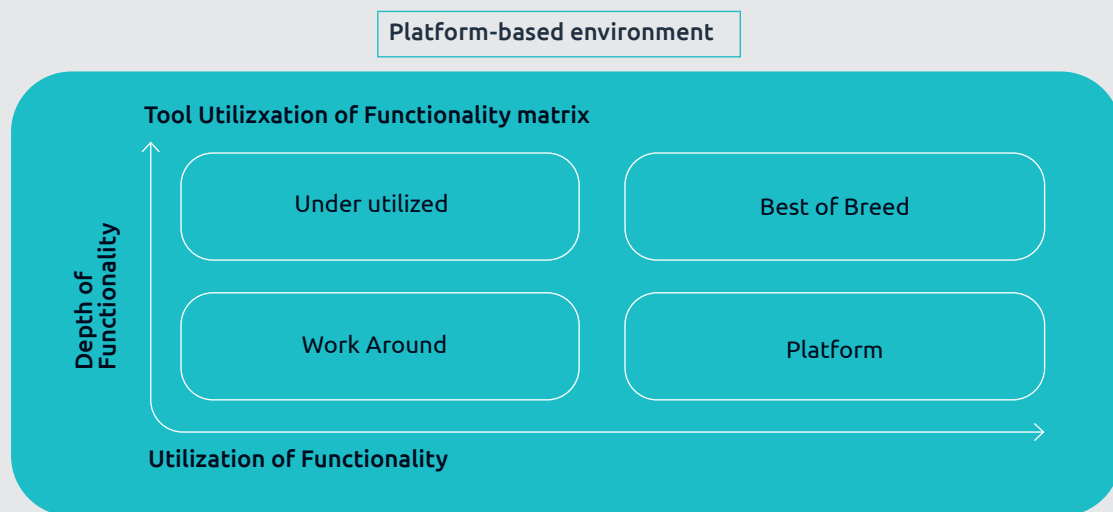 Platform-based environment
Tool Utilizxation of Functionality matrix
Under utilized
Best of Breed
Depth of
Functionality
Work Around
Platform
Utilization of Functionality